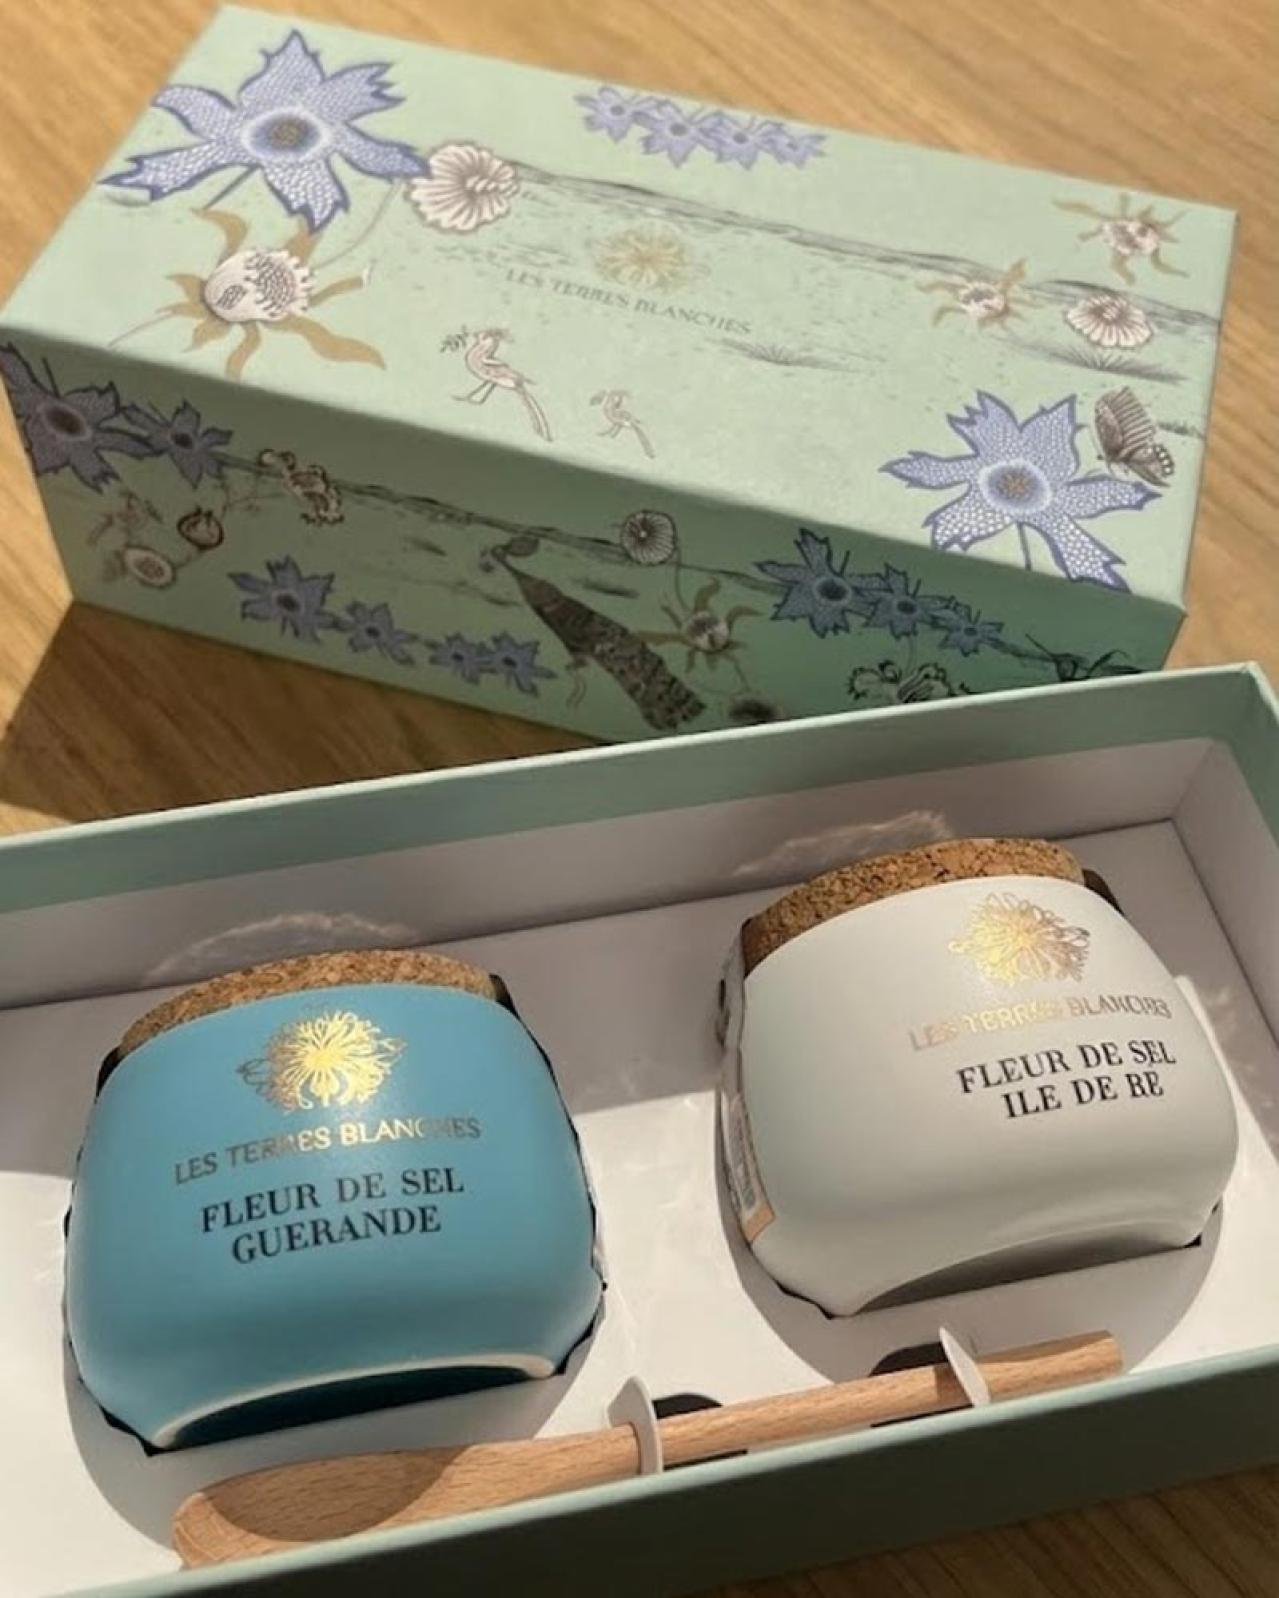 LES TERRES BLANCHES
LES TERRES BLANCHES
FLEUR DE SEL
GUERANDE
LES TERRES BLANCHES
FLEUR DE SEL
ILE DE RE